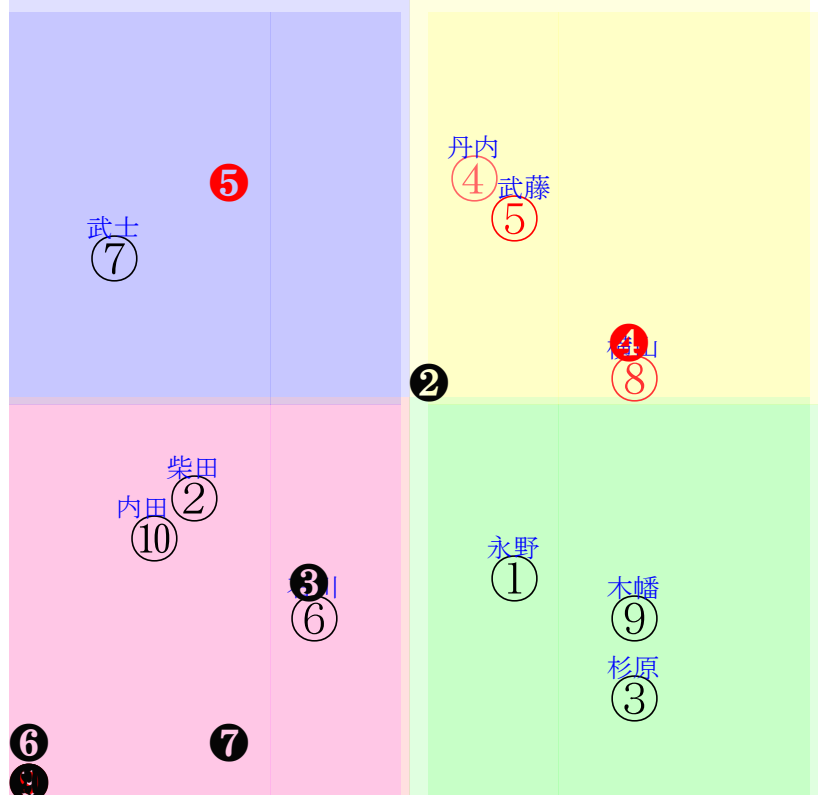 丹内
❺
④
武藤
武士
⑤
⑦
❹
⑧
❷
柴田
②
内田
⑩
永野
①
❸
木幡
⑥
⑨
杉原
③
❻
❼